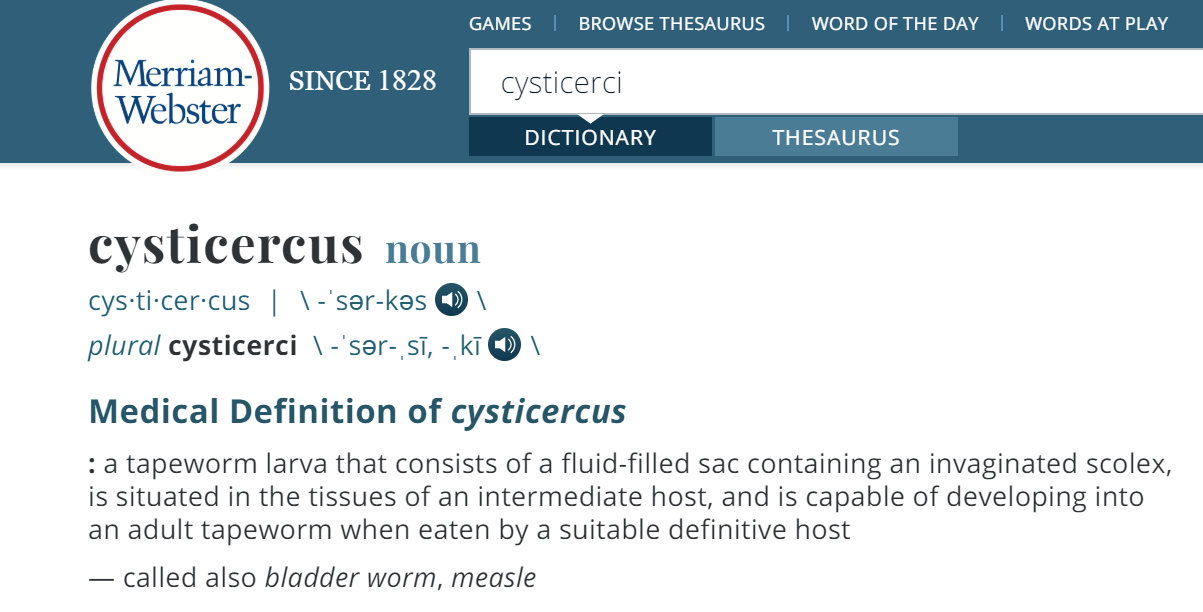 GAMES | BROWSE THESAURUS | WORD OF THE DAY | WORDS AT PLAY
Merriam-
Webster
SINCE 1828
cysticerci
DICTIONARY THESAURUS
cysticercus noun
cys·ti·cer·cus | \ -ˈsər-kəs \
plural cysticerci \ -ˈsər-ˌsī, -ˌkī \
Medical Definition of cysticercus
: a tapeworm larva that consists of a fluid-filled sac containing an invaginated scolex,
is situated in the tissues of an intermediate host, and is capable of developing into
an adult tapeworm when eaten by a suitable definitive host
— called also bladder worm, measle